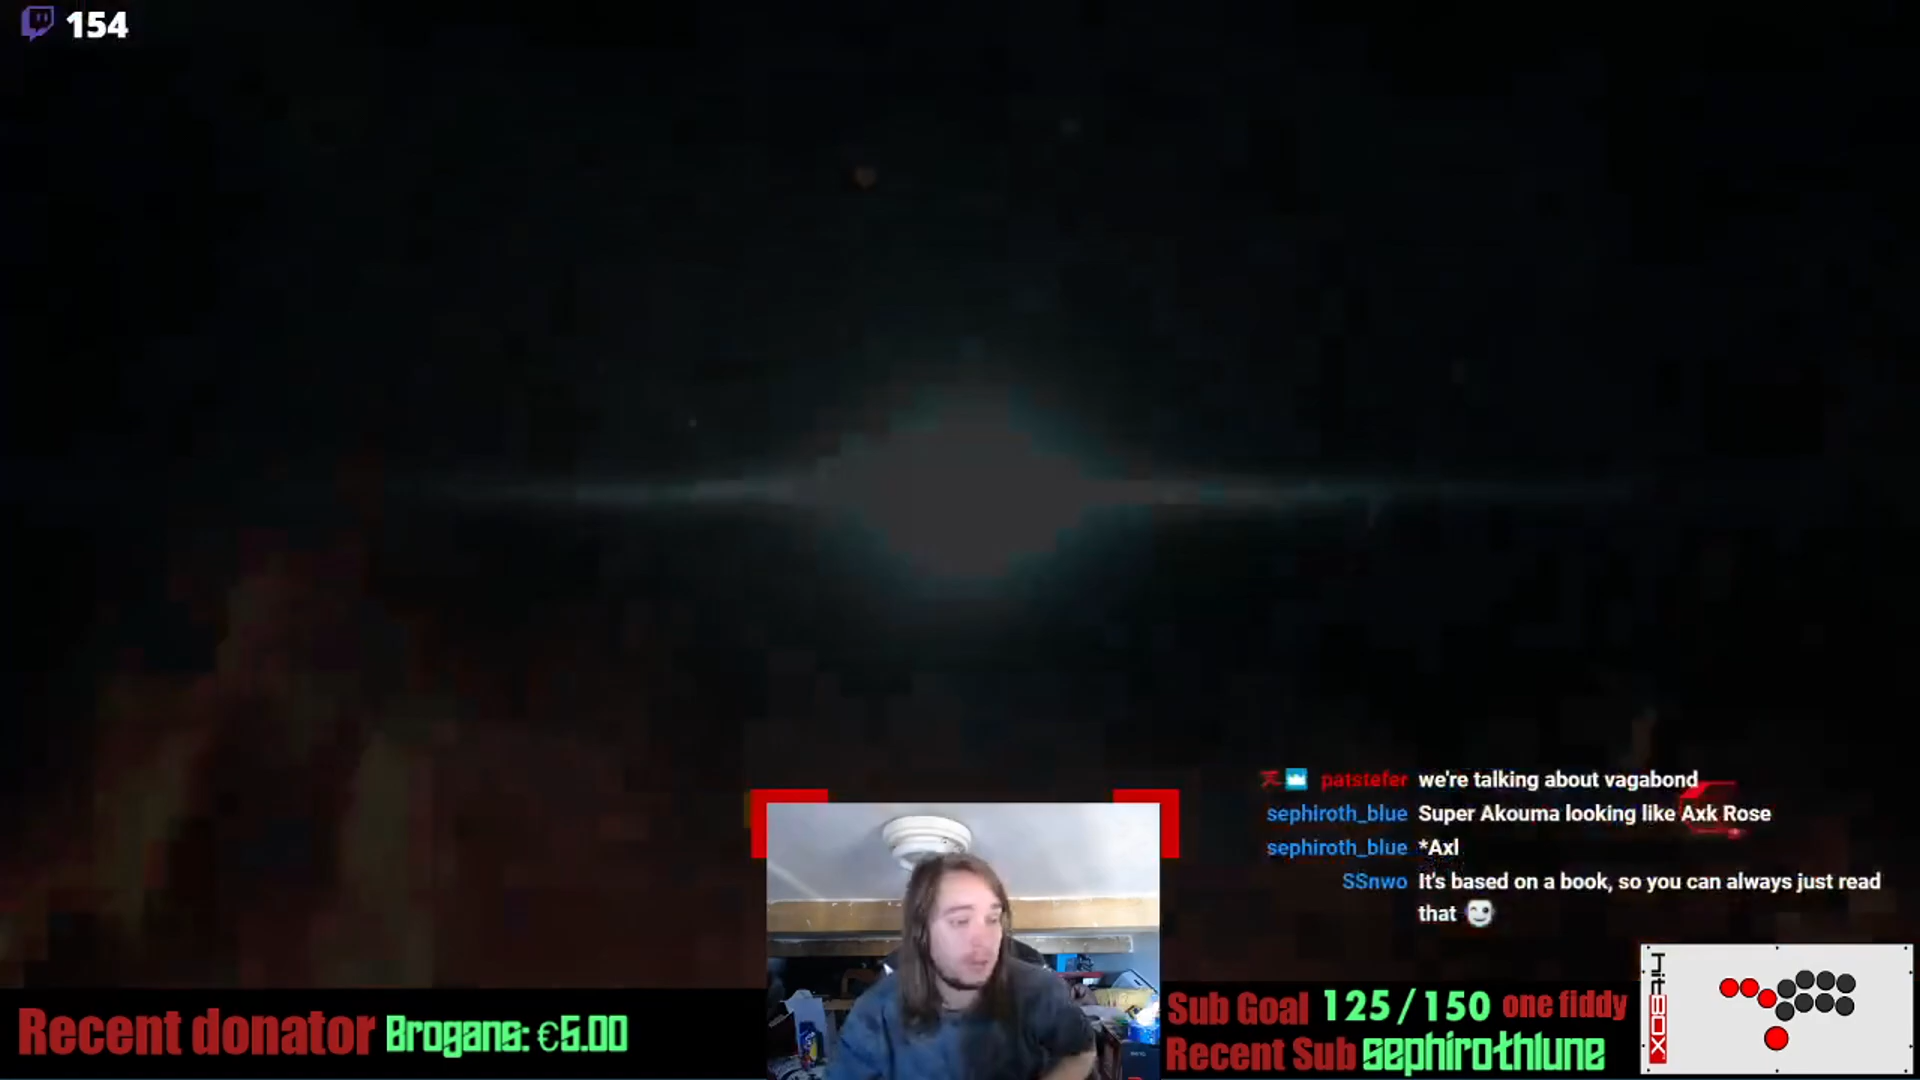 154
patstefer we're talking about vagabond
sephiroth_blue Super Akouma looking like Axk Rose
sephiroth_blue *Axl
SSnwo It's based on a book, so you can always just read
that
hitBOX
Recent donator Brogans: €5.00
Sub Goal 125/150 one fiddy
Recent Sub sephirothlune